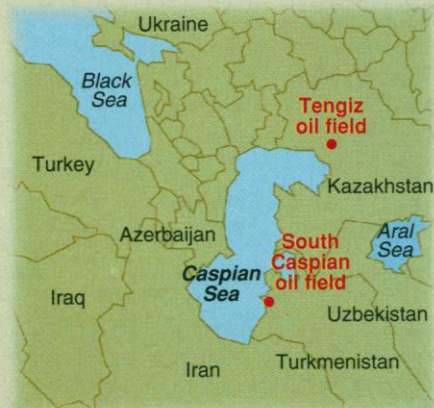 Ukraine
Black
Sea
Tengiz
oil field
Turkey
Kazakhstan
Azerbaijan
South
Caspian
oil field
Aral
Sea
Caspian
Sea
Iraq
Uzbekistan
Iran
Turkmenistan